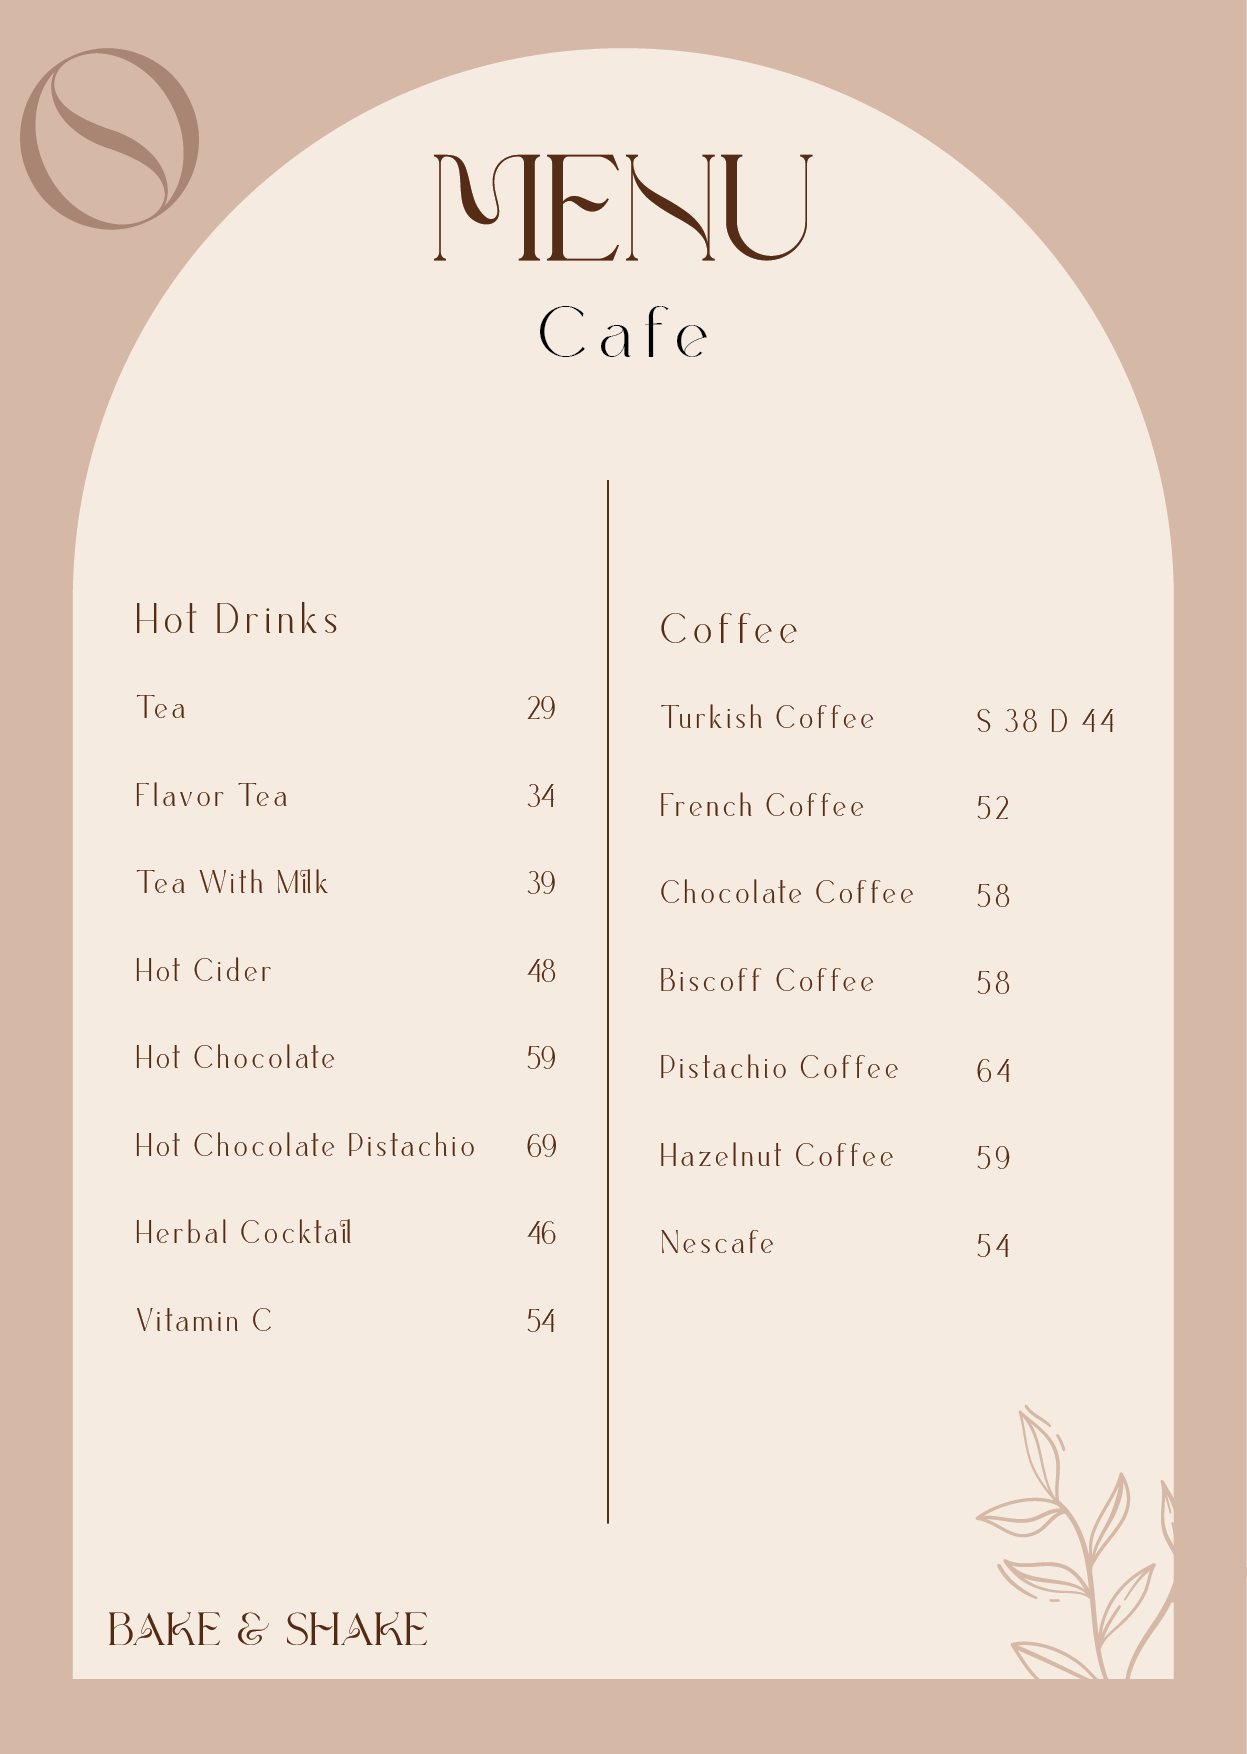 MENU
Cafe
Hot Drinks
Tea 29
Flavor Tea 34
Tea With Milk 39
Hot Cider 48
Hot Chocolate 59
Hot Chocolate Pistachio 69
Herbal Cocktail 46
Vitamin C 54
Coffee
Turkish Coffee S 38 D 44
French Coffee 52
Chocolate Coffee 58
Biscoff Coffee 58
Pistachio Coffee 64
Hazelnut Coffee 59
Nescafe 54
BAKE & SHAKE